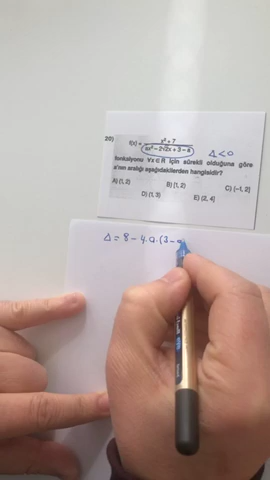 20)
f(x) = x² + 7
ax² – 2√2x + 3 – a
Δ < 0
fonksiyonu ∀x ∈ R için sürekli olduğuna göre
a'nın aralığı aşağıdakilerden hangisidir?
A) (1, 2) B) [1, 2) C) [–1, 2]
D) (1, 3) E) (2, 4]
Δ = 8 – 4.a.(3 – a